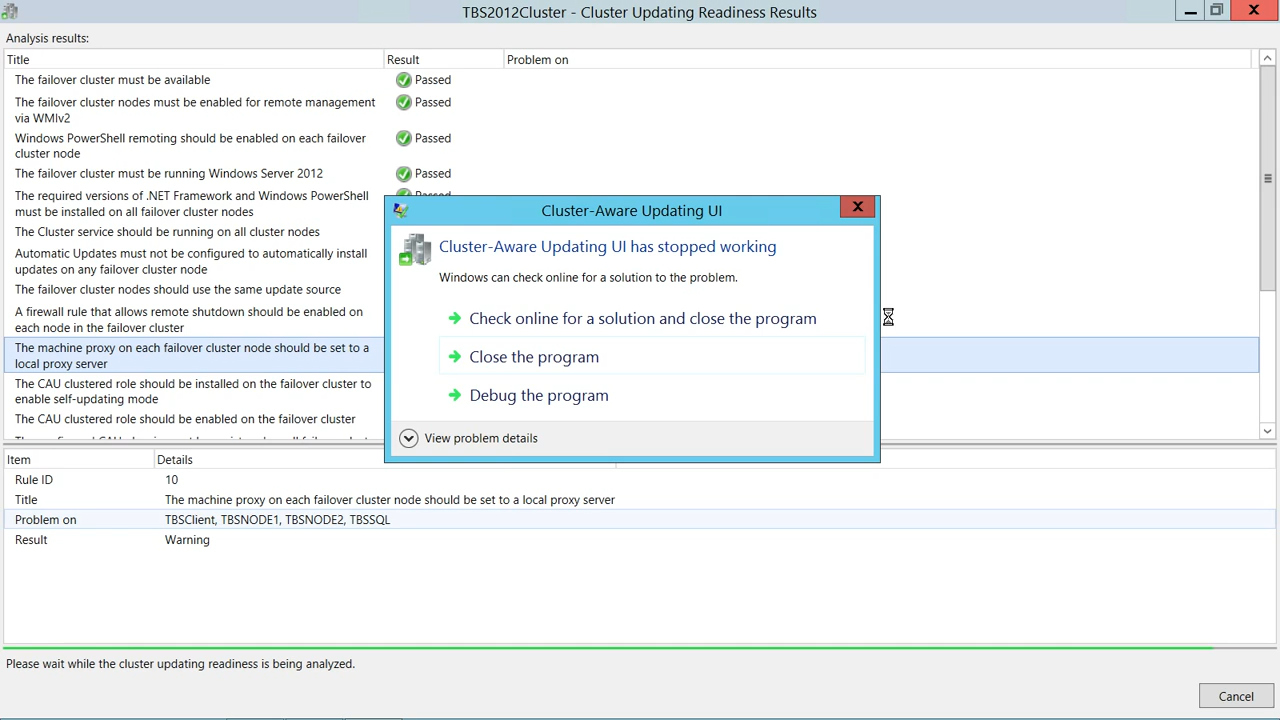 TBS2012Cluster - Cluster Updating Readiness Results
Analysis results:
Title Result Problem on
The failover cluster must be available Passed
The failover cluster nodes must be enabled for remote management Passed
via WMIv2
Windows PowerShell remoting should be enabled on each failover Passed
cluster node
The failover cluster must be running Windows Server 2012 Passed
The required versions of .NET Framework and Windows PowerShell Passed
must be installed on all failover cluster nodes
The Cluster service should be running on all cluster nodes
Automatic Updates must not be configured to automatically install
updates on any failover cluster node
The failover cluster nodes should use the same update source
A firewall rule that allows remote shutdown should be enabled on
each node in the failover cluster
The machine proxy on each failover cluster node should be set to a
local proxy server
The CAU clustered role should be installed on the failover cluster to
enable self-updating mode
The CAU clustered role should be enabled on the failover cluster
Cluster-Aware Updating UI
Cluster-Aware Updating UI has stopped working
Windows can check online for a solution to the problem.
Check online for a solution and close the program
Close the program
Debug the program
View problem details
Item Details
Rule ID 10
Title The machine proxy on each failover cluster node should be set to a local proxy server
Problem on TBSClient, TBSNODE1, TBSNODE2, TBSSQL
Result Warning
Please wait while the cluster updating readiness is being analyzed.
Cancel